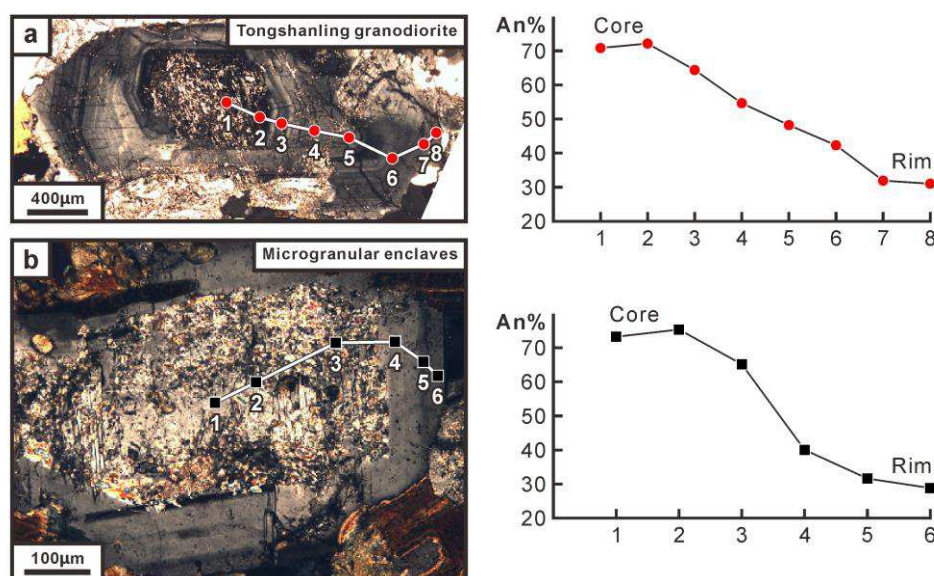 a
Tongshanling granodiorite
1
2
3
4
5
6
7
8
400μm
An%
Core
70
60
50
40
30
20
Rim
1 2 3 4 5 6 7 8
b
Microgranular enclaves
1
2
3
4
5
6
100μm
An%
Core
70
60
50
40
30
20
Rim
1 2 3 4 5 6